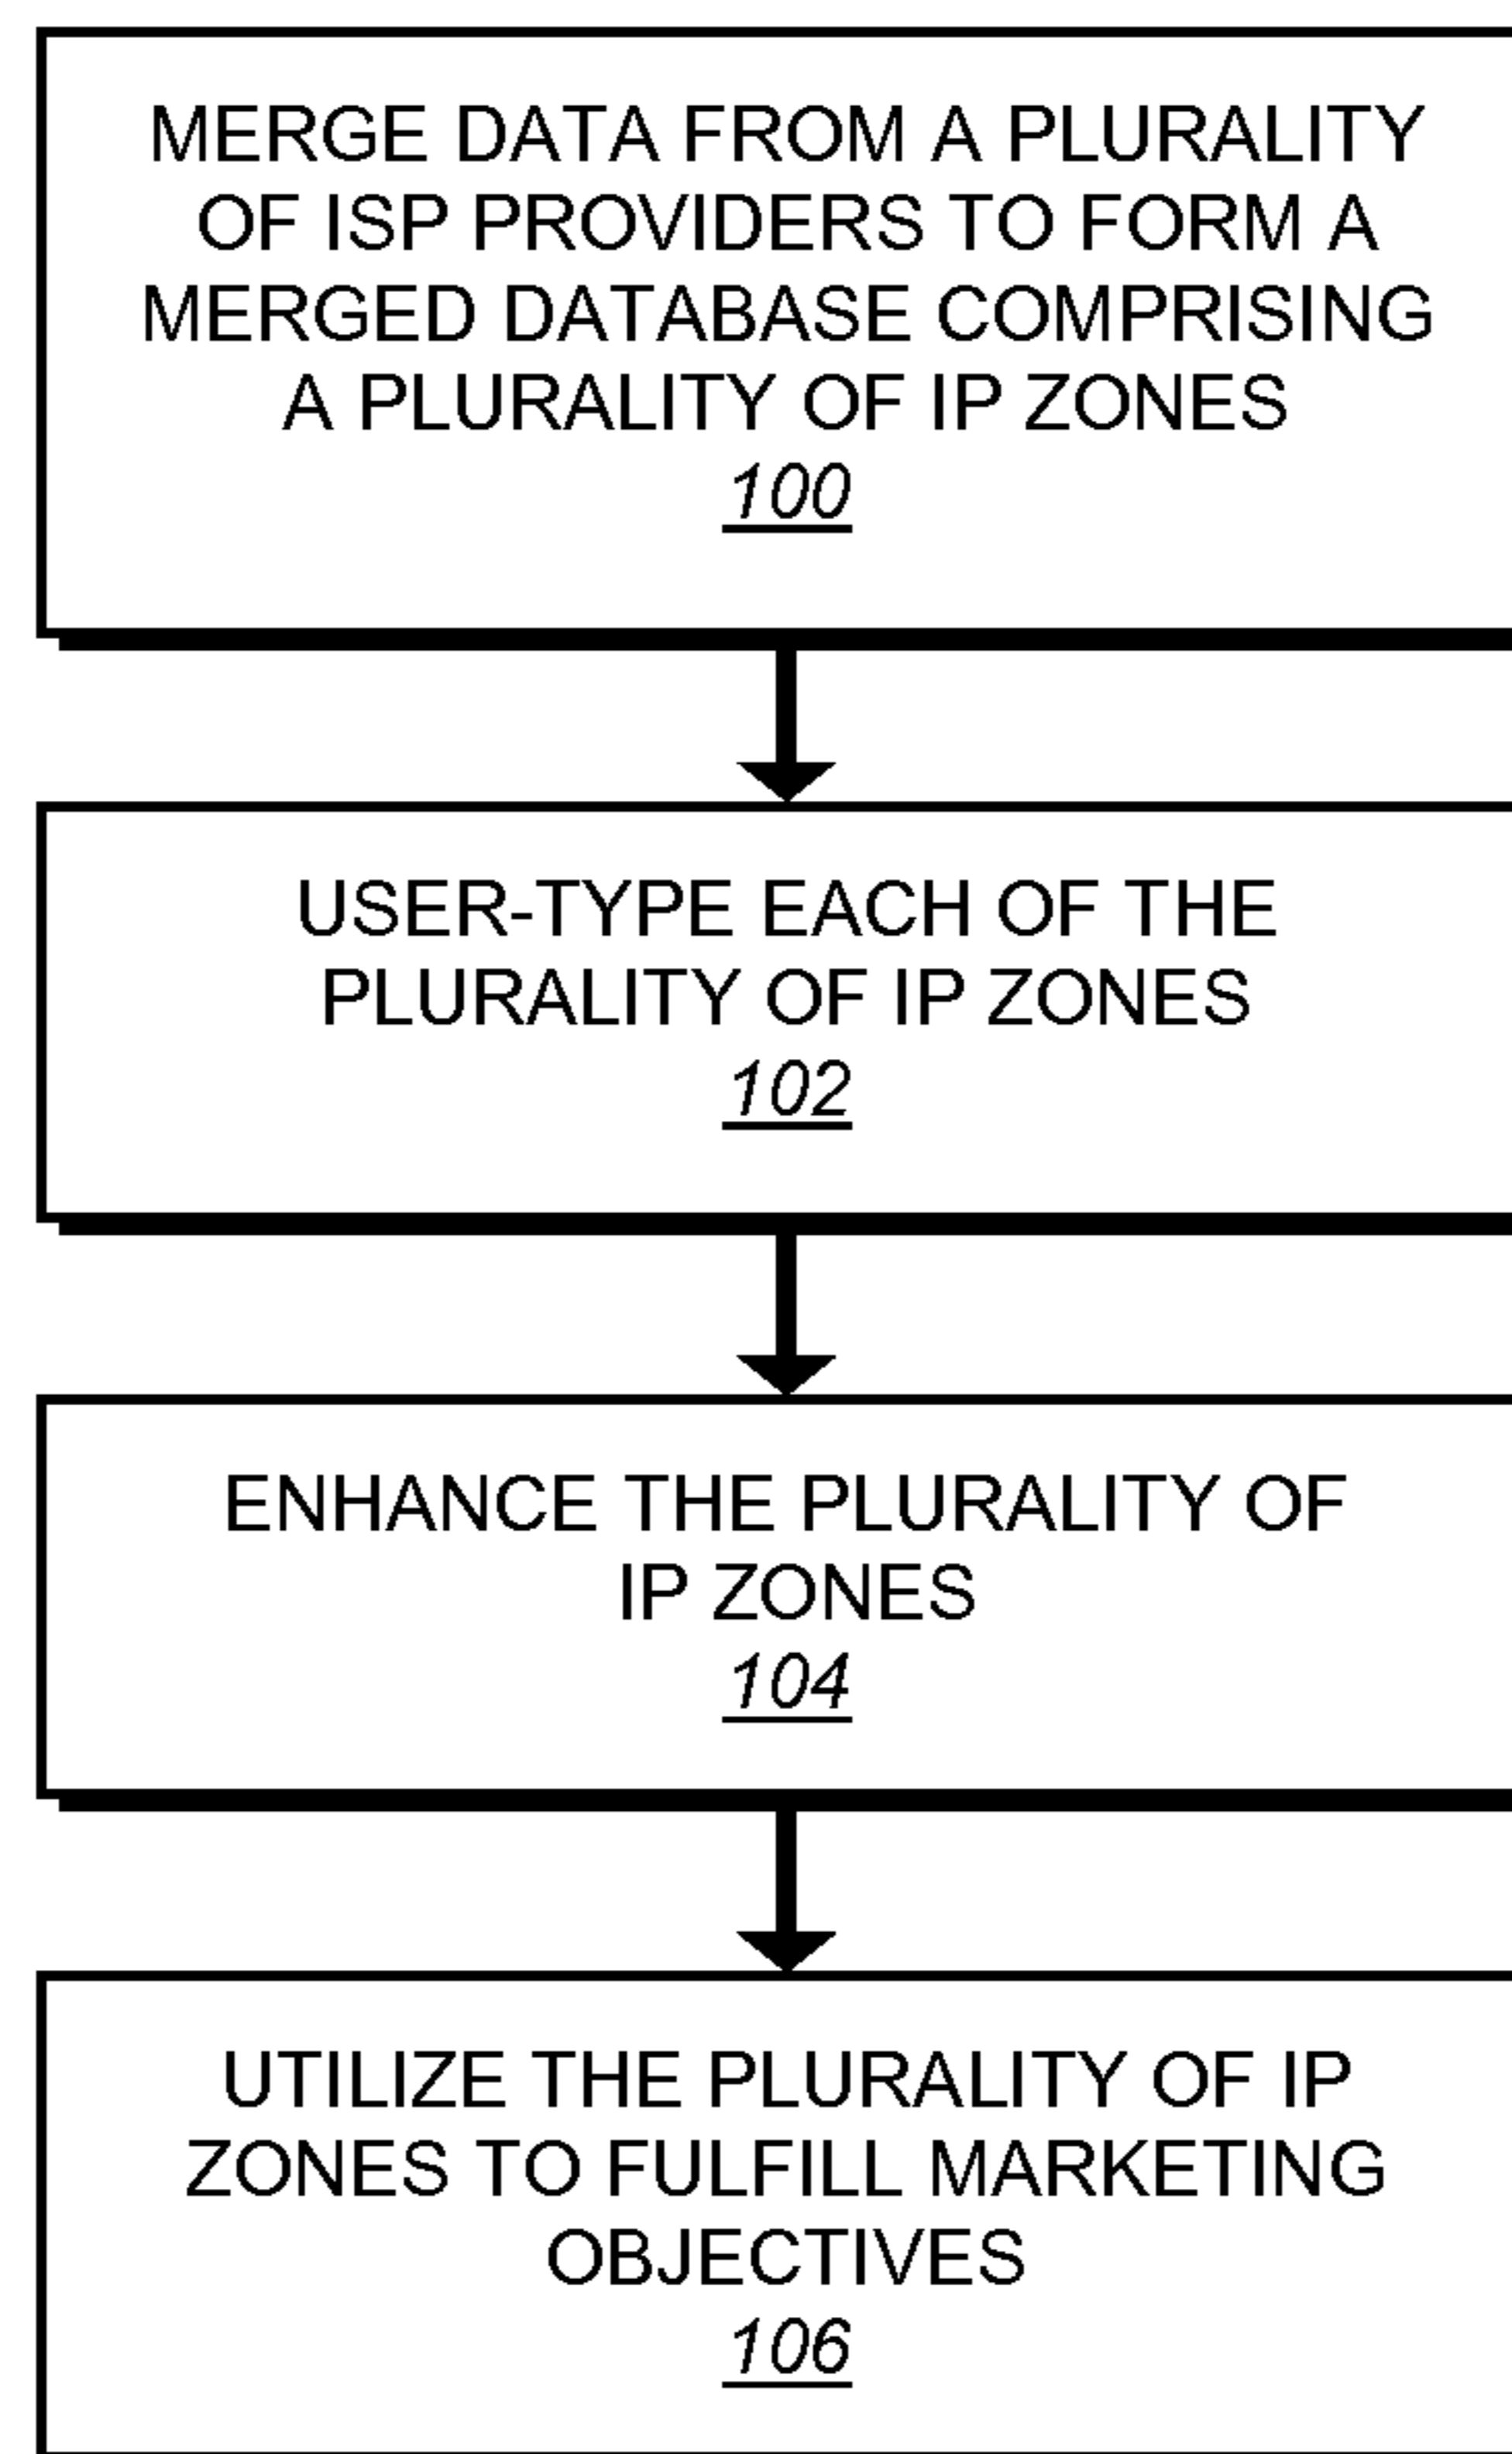 MERGE DATA FROM A PLURALITY
OF ISP PROVIDERS TO FORM A
MERGED DATABASE COMPRISING
A PLURALITY OF IP ZONES
100
USER-TYPE EACH OF THE
PLURALITY OF IP ZONES
102
ENHANCE THE PLURALITY OF
IP ZONES
104
UTILIZE THE PLURALITY OF IP
ZONES TO FULFILL MARKETING
OBJECTIVES
106